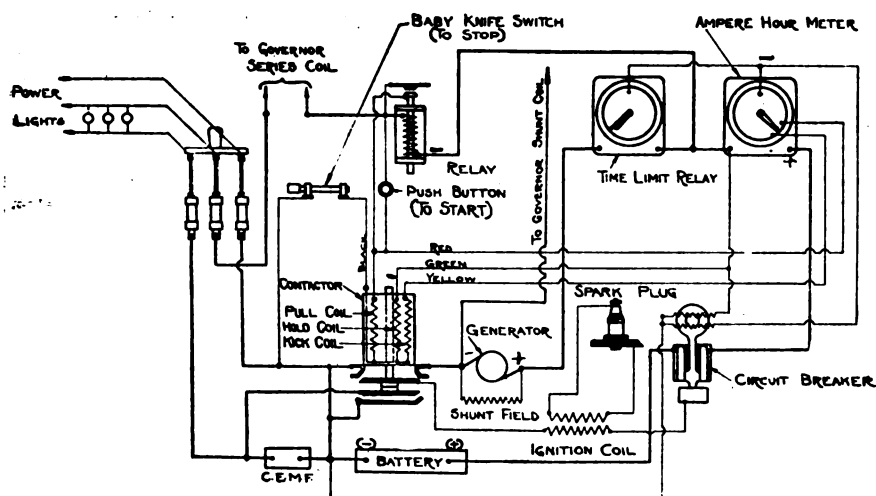 BABY KNIFE SWITCH
(TO STOP)
AMPERE HOUR METER
TO GOVERNOR
SERIES COIL
POWER
LIGHTS
RELAY
PUSH BUTTON
(TO START)
TO GOVERNOR SHUNT COIL
TIME LIMIT RELAY
BLACK
RED
GREEN
YELLOW
CONTACTOR
PULL COIL
HOLD COIL
KICK COIL
GENERATOR
- +
SHUNT FIELD
SPARK PLUG
IGNITION COIL
CIRCUIT BREAKER
C.E.M.F.
(-) (+)
BATTERY